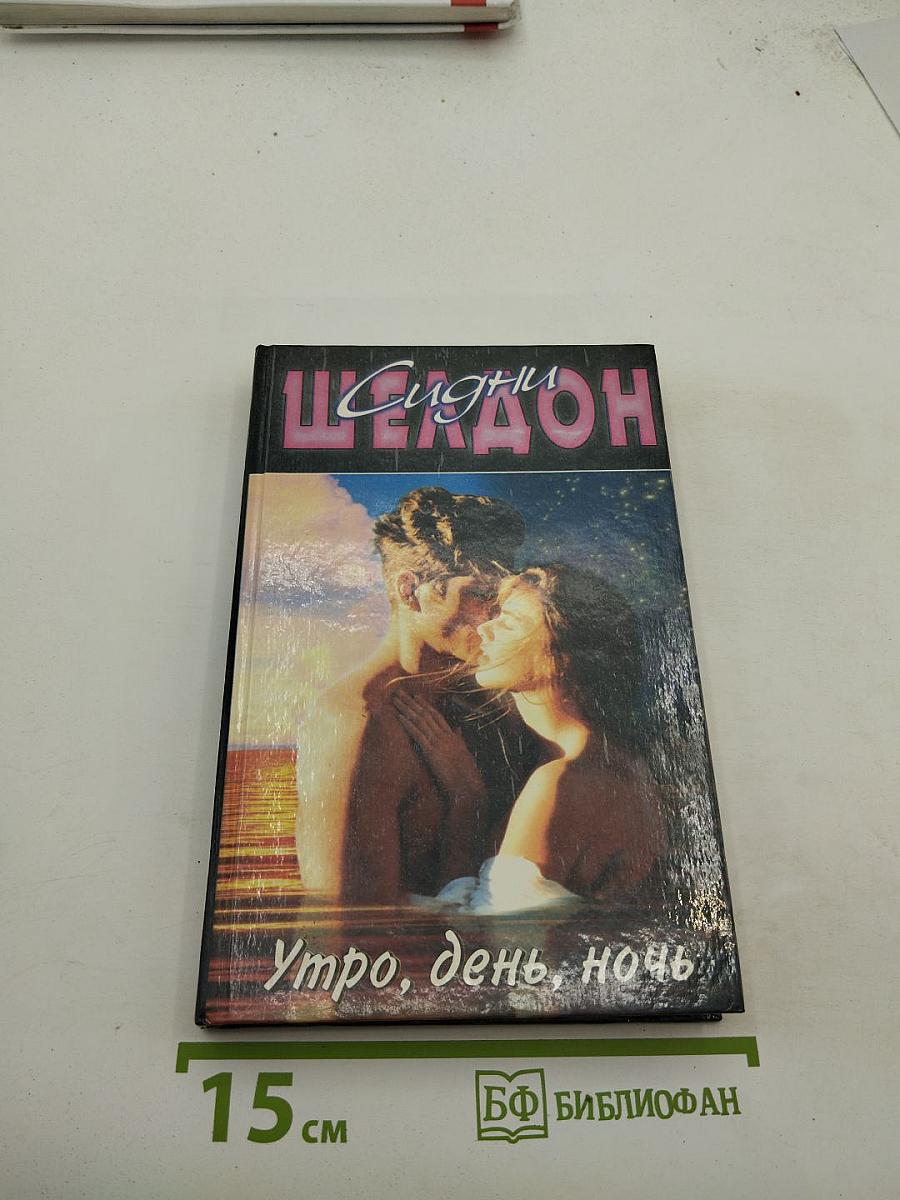 Сидни
ШЕЛДОН
Утро, день, ночь
15 см
БФ БИБЛИОФАН